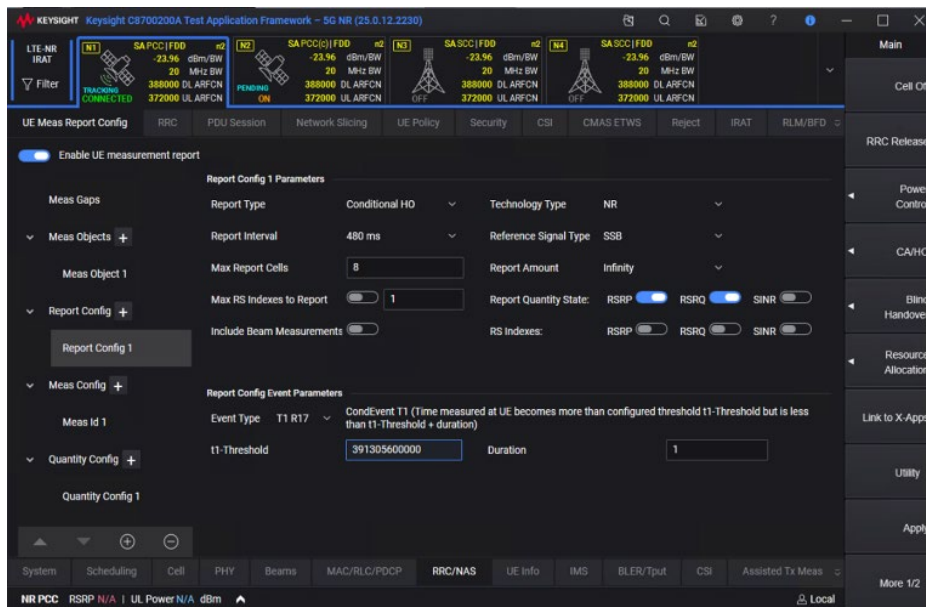 KEYSIGHT Keysight C8700200A Test Application Framework – 5G NR (25.0.12.2230)
LTE-NR IRAT
Filter
N1 SA PCC | FDD n2
-23.96 dBm/BW
20 MHz BW
388000 DL ARFCN
372000 UL ARFCN
TRACKING
CONNECTED
N2 SA PCC(c) | FDD n2
-23.96 dBm/BW
20 MHz BW
388000 DL ARFCN
372000 UL ARFCN
PENDING
ON
N3 SA SCC | FDD n2
-23.96 dBm/BW
20 MHz BW
388000 DL ARFCN
372000 UL ARFCN
OFF
N4 SA SCC | FDD n2
-23.96 dBm/BW
20 MHz BW
388000 DL ARFCN
372000 UL ARFCN
OFF
UE Meas Report Config RRC PDU Session Network Slicing UE Policy Security CSI CMAS ETWS Reject IRAT RLM/BFD
Enable UE measurement report
Meas Gaps
Meas Objects +
Meas Object 1
Report Config +
Report Config 1
Meas Config +
Meas Id 1
Quantity Config +
Quantity Config 1
Report Config 1 Parameters
Report Type Conditional HO Technology Type NR
Report Interval 480 ms Reference Signal Type SSB
Max Report Cells 8 Report Amount Infinity
Max RS Indexes to Report 1 Report Quantity State: RSRP RSRQ SINR
Include Beam Measurements RS Indexes: RSRP RSRQ SINR
Report Config Event Parameters
Event Type T1 R17 CondEvent T1 (Time measured at UE becomes more than configured threshold t1-Threshold but is less
than t1-Threshold + duration)
t1-Threshold 391305600000 Duration 1
System Scheduling Cell PHY Beams MAC/RLC/PDCP RRC/NAS UE Info IMS BLER/Tput CSI Assisted Tx Meas
NR PCC RSRP N/A | UL Power N/A dBm Local
Main
Cell Of
RRC Release
Powe
Contro
CA/HO
Blind
Handove
Resource
Allocation
Link to X-Apps
Utility
Apply
More 1/2